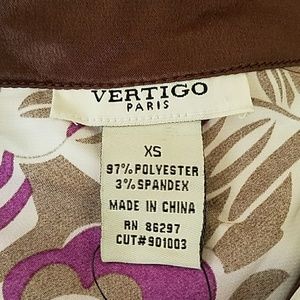 VERTIGO
PARIS
XS
97% POLYESTER
3% SPANDEX
MADE IN CHINA
RN 86297
CUT#901003